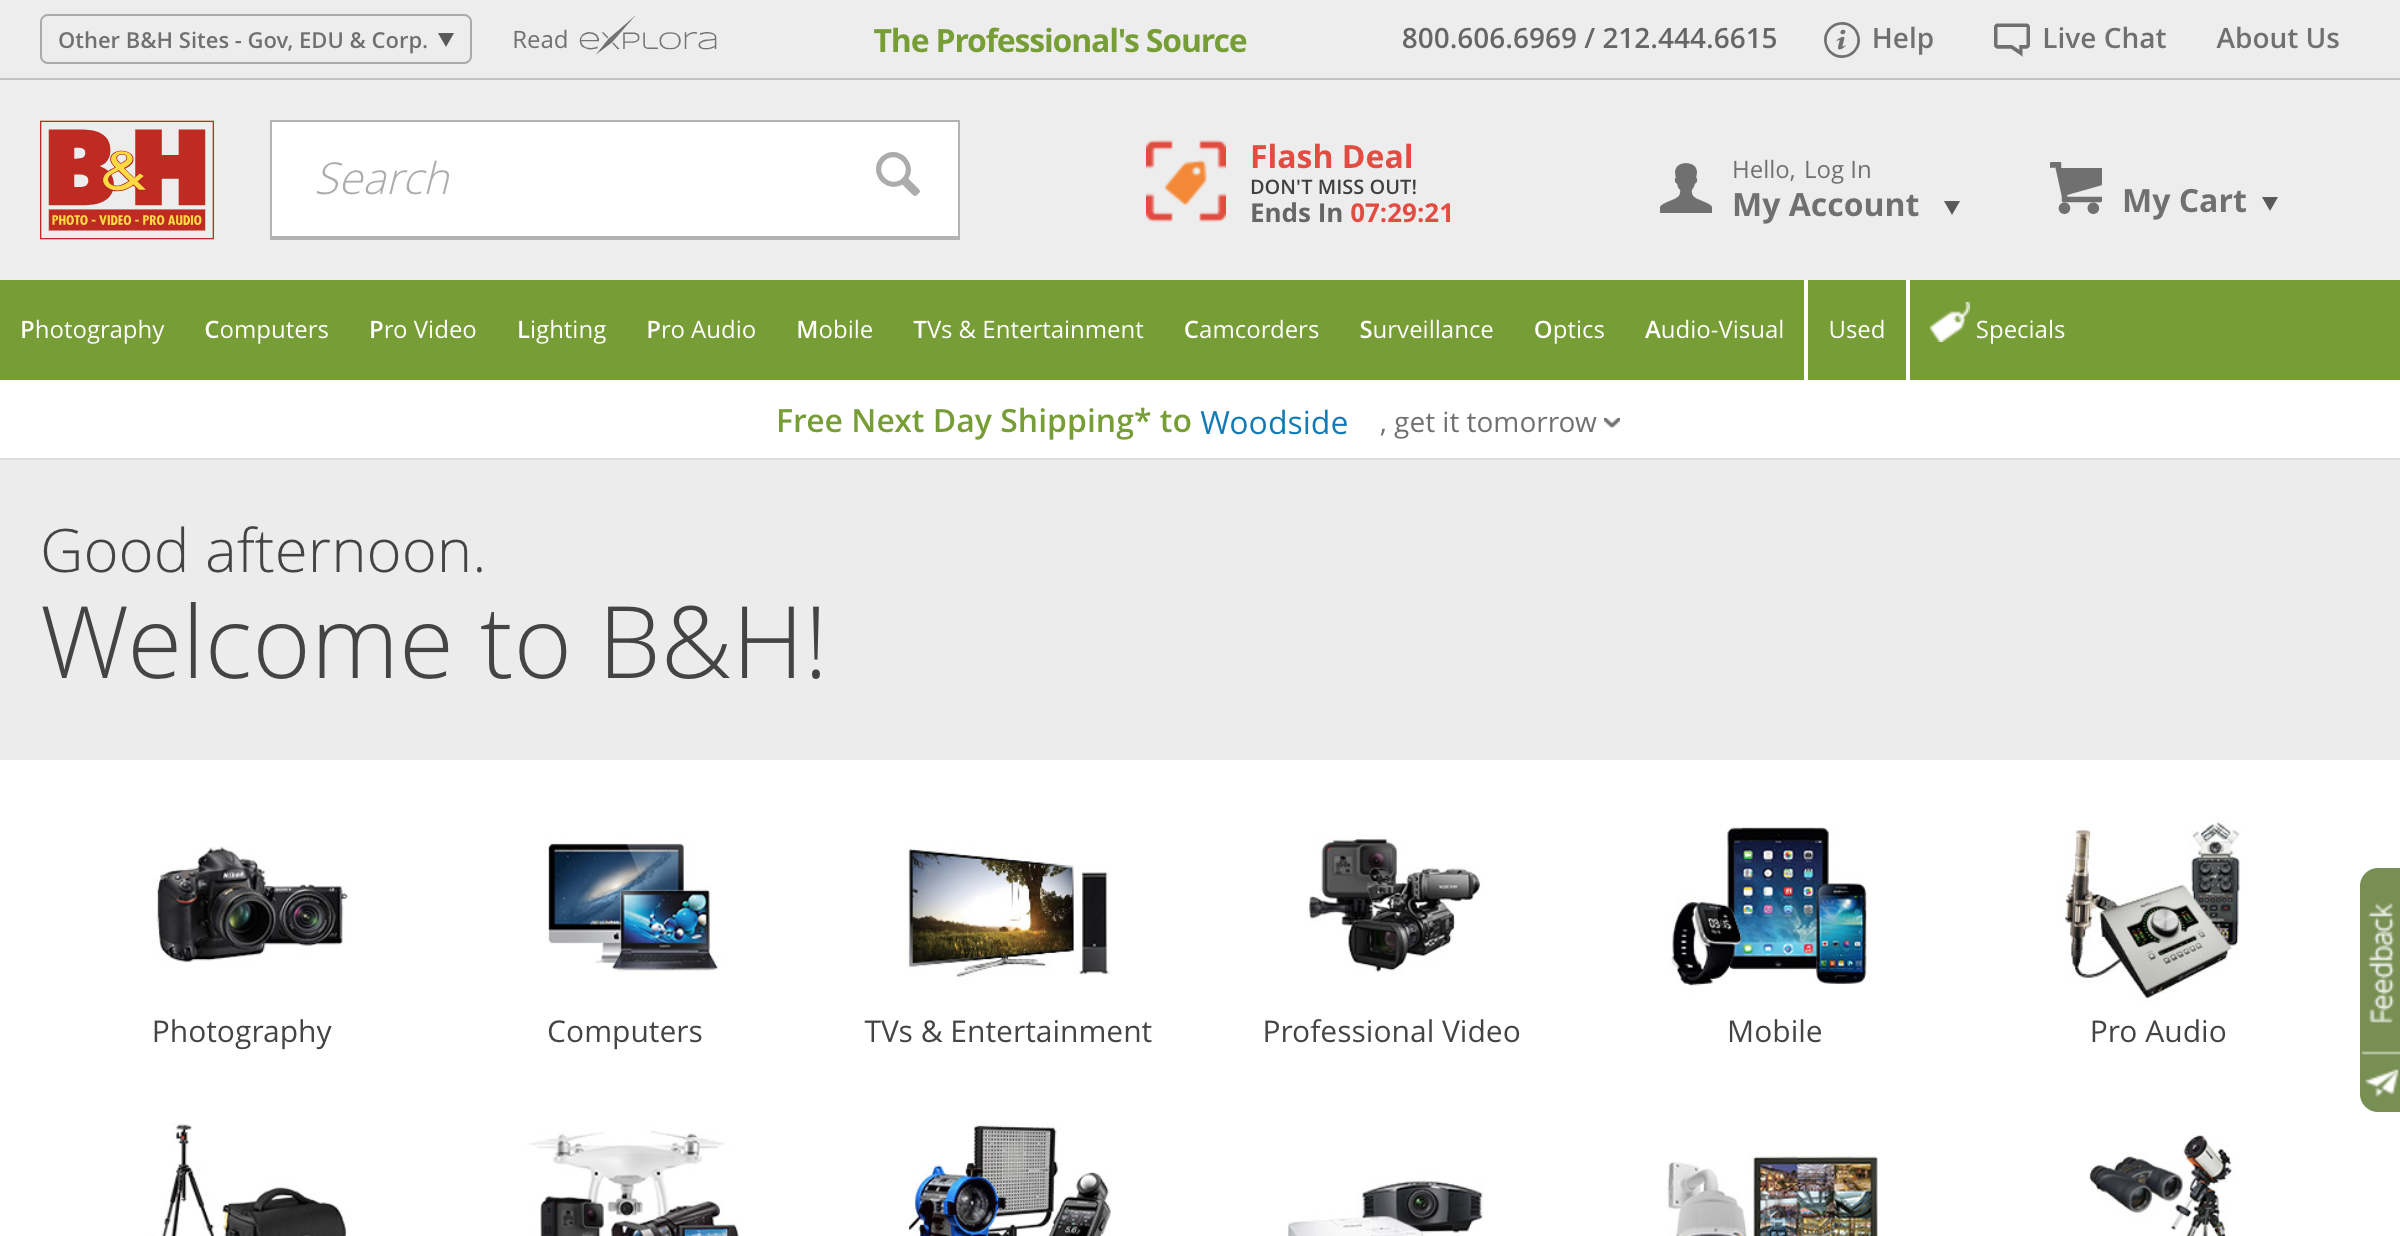 Other B&H Sites - Gov, EDU & Corp. ▼
Read eXPLORA
The Professional's Source
800.606.6969 / 212.444.6615
Help
Live Chat
About Us
B&H
PHOTO - VIDEO - PRO AUDIO
Search
Flash Deal
DON'T MISS OUT!
Ends In 07:29:21
Hello, Log In
My Account ▼
My Cart ▼
Photography
Computers
Pro Video
Lighting
Pro Audio
Mobile
TVs & Entertainment
Camcorders
Surveillance
Optics
Audio-Visual
Used
Specials
Free Next Day Shipping* to Woodside , get it tomorrow
Good afternoon.
Welcome to B&H!
Nikon
Photography
Computers
TVs & Entertainment
Professional Video
Mobile
Pro Audio
Feedback